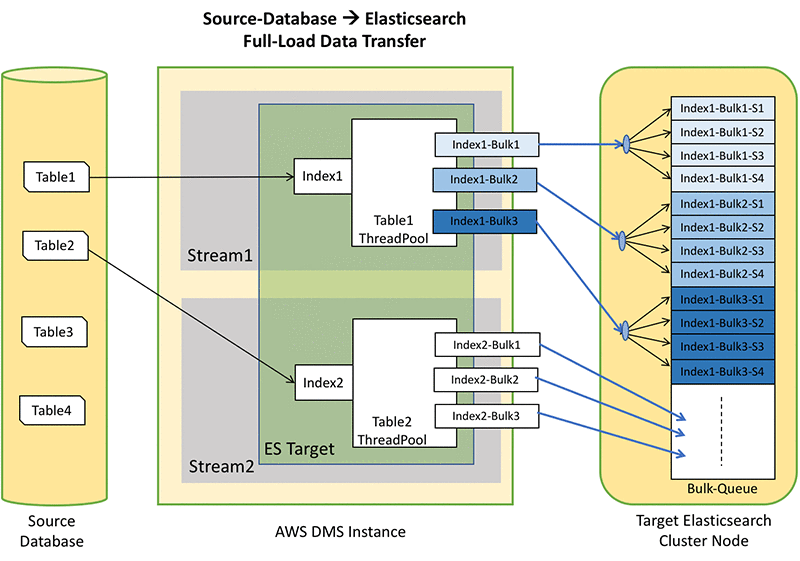 Source-Database → Elasticsearch
Full-Load Data Transfer
Table1
Table2
Table3
Table4
Source
Database
Index1
Table1
ThreadPool
Index1-Bulk1
Index1-Bulk2
Index1-Bulk3
Stream1
Index2
Table2
ThreadPool
Index2-Bulk1
Index2-Bulk2
Index2-Bulk3
ES Target
Stream2
AWS DMS Instance
Index1-Bulk1-S1
Index1-Bulk1-S2
Index1-Bulk1-S3
Index1-Bulk1-S4
Index1-Bulk2-S1
Index1-Bulk2-S2
Index1-Bulk2-S3
Index1-Bulk2-S4
Index1-Bulk3-S1
Index1-Bulk3-S2
Index1-Bulk3-S3
Index1-Bulk3-S4
Bulk-Queue
Target Elasticsearch
Cluster Node